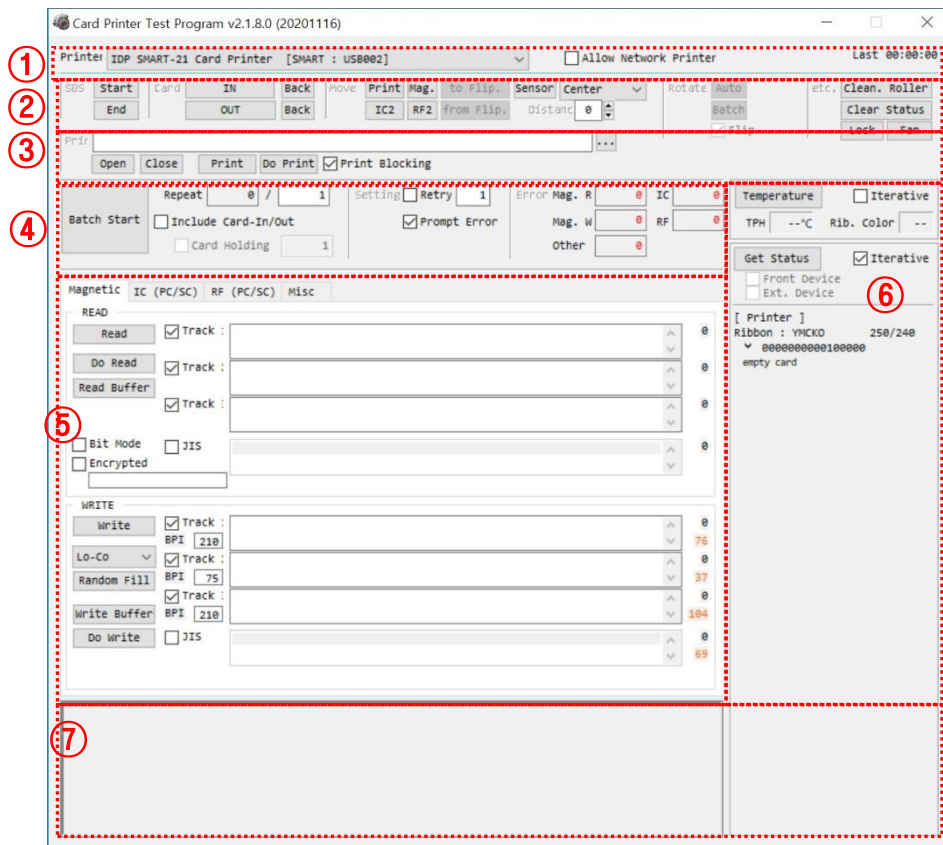 Card Printer Test Program v2.1.8.0 (20201116)
①
Printer IDP SMART-21 Card Printer [SMART : USB002] Allow Network Printer Last 00:00:00
②
SBS Start Card IN Back Move Print Mag. to Flip. Sensor Center Rotate Auto etc. Clean. Roller
End OUT Back IC2 RF2 from Flip. Distanc 0 Batch Clear Status
Flip Lock Fan
③
Prin ...
Open Close Print Do Print Print Blocking
④
Batch Start Repeat 0 / 1 Setting Retry 1 Error Mag. R 0 IC 0
Include Card-In/Out Prompt Error Mag. W 0 RF 0
Card Holding 1 Other 0
Temperature Iterative
TPH --℃ Rib. Color --
Get Status Iterative
Front Device
Ext. Device
⑥
[ Printer ]
Ribbon : YMCKO 250/240
0000000000100000
empty card
Magnetic IC (PC/SC) RF (PC/SC) Misc
READ
Read Track : 0
Do Read Track : 0
Read Buffer
Track : 0
⑤
Bit Mode JIS 0
Encrypted
WRITE
Write Track : 0
BPI 210 76
Lo-Co Track : 0
Random Fill BPI 75 37
Track : 0
Write Buffer BPI 210 104
Do Write JIS 0
69
⑦